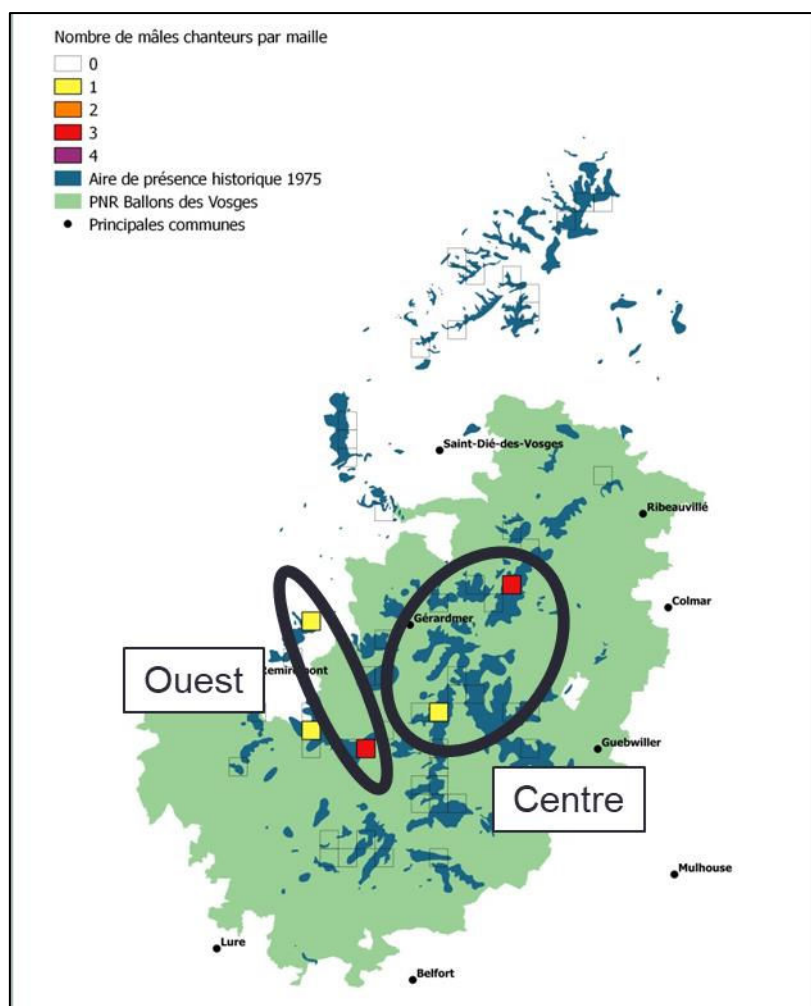 Nombre de mâles chanteurs par maille
0
1
2
3
4
Aire de présence historique 1975
PNR Ballons des Vosges
Principales communes
Saint-Dié-des-Vosges
Ribeauvillé
Colmar
Gérardmer
Ouest
Remiremont
Guebwiller
Centre
Mulhouse
Lure
Belfort